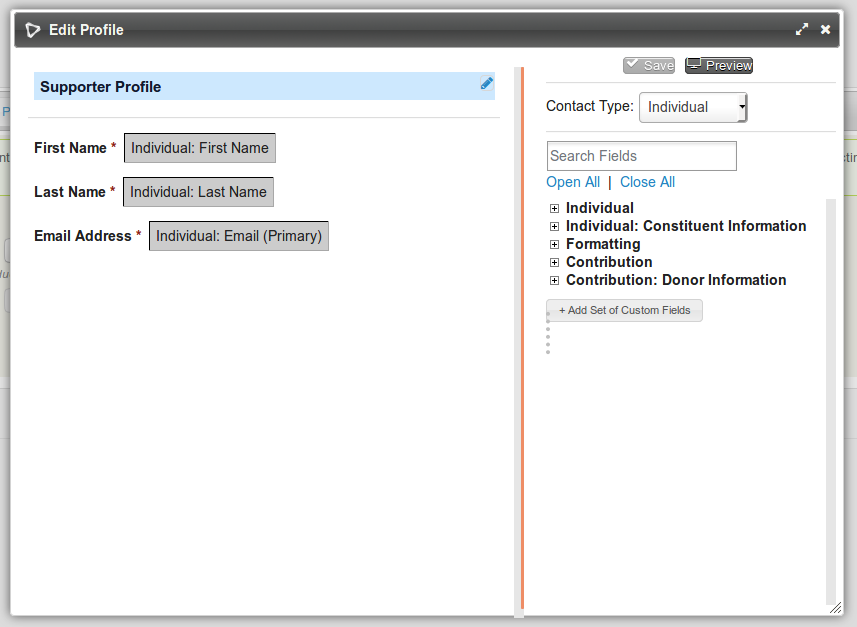 Edit Profile
Supporter Profile
First Name * Individual: First Name
Last Name * Individual: Last Name
Email Address * Individual: Email (Primary)
Save Preview
Contact Type: Individual
Search Fields
Open All | Close All
Individual
Individual: Constituent Information
Formatting
Contribution
Contribution: Donor Information
+ Add Set of Custom Fields